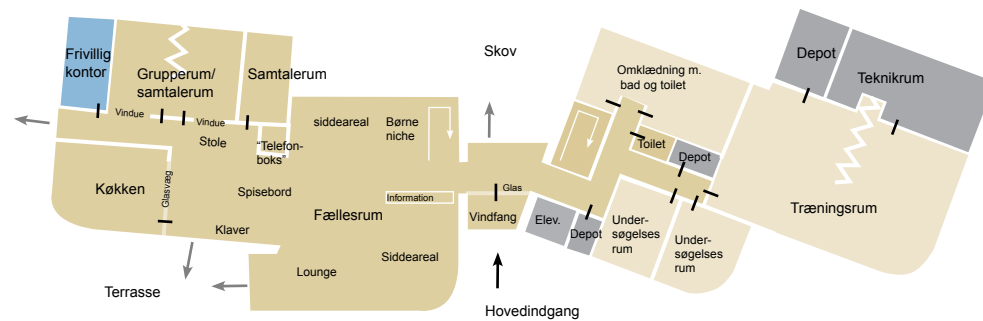 Frivillig
kontor
Grupperum/
samtalerum
Samtalerum
Vindue
Vindue
Stole
"Telefon-
boks"
siddeareal
Børne
niche
Køkken
Glasvæg
Spisebord
Klaver
Fællesrum
Information
Lounge
Siddeareal
Terrasse
Skov
Glas
Vindfang
Hovedindgang
Elev.
Depot
Omklædning m.
bad og toilet
Toilet
Depot
Under-
søgelses
rum
Under-
søgelses
rum
Depot
Teknikrum
Træningsrum